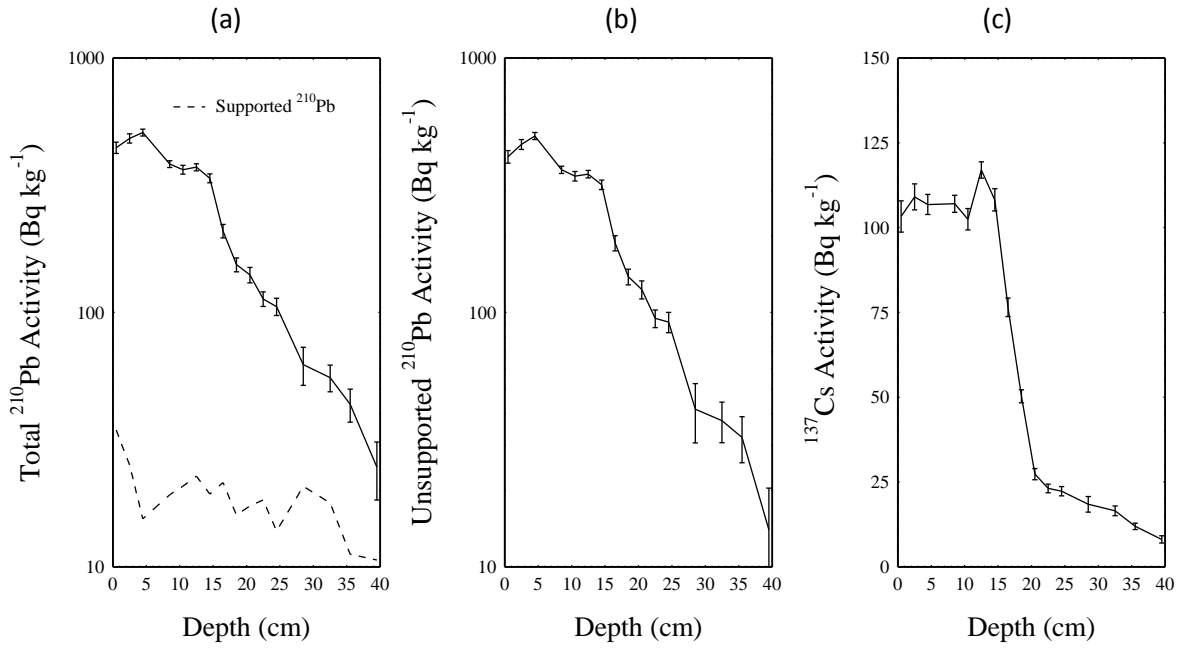 (a)
(b)
(c)
Total ²¹⁰Pb Activity (Bq kg⁻¹)
1000
100
10
Supported ²¹⁰Pb
0 5 10 15 20 25 30 35 40
Depth (cm)
Unsupported ²¹⁰Pb Activity (Bq kg⁻¹)
1000
100
10
0 5 10 15 20 25 30 35 40
Depth (cm)
¹³⁷Cs Activity (Bq kg⁻¹)
150
125
100
75
50
25
0
0 5 10 15 20 25 30 35 40
Depth (cm)